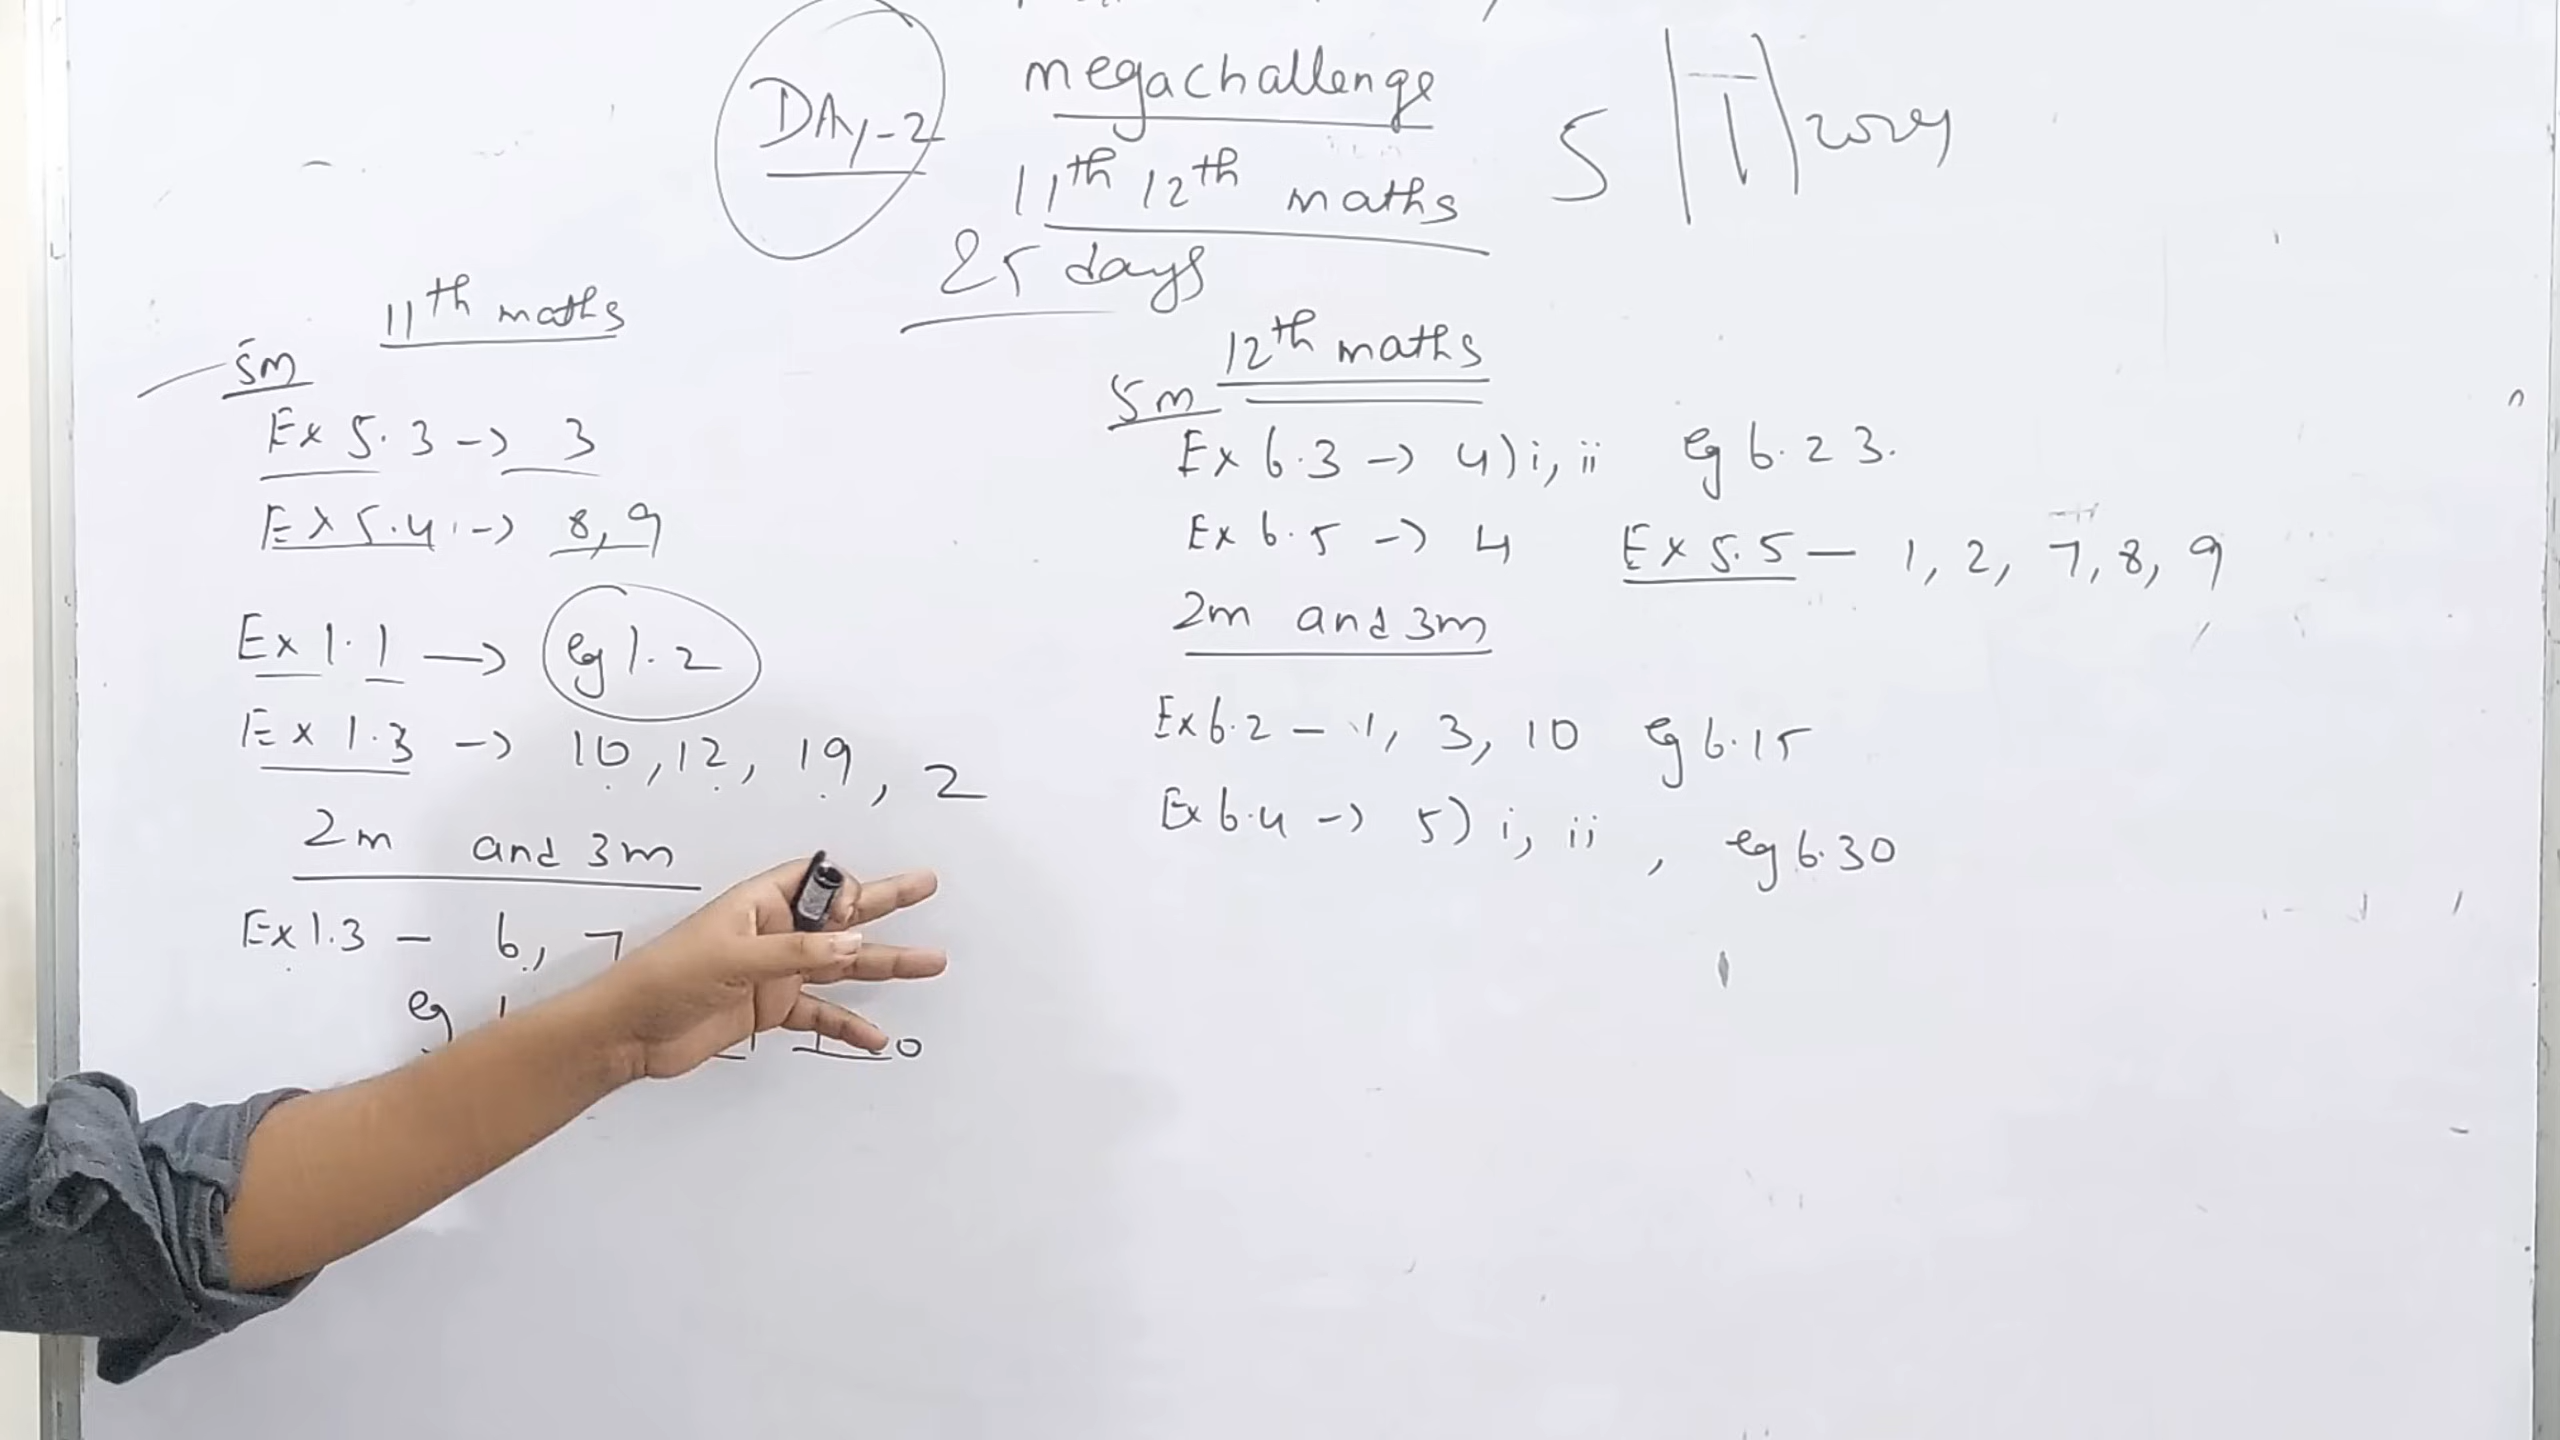 DAy-2
megachallenge
11th 12th maths
25 days
5
11th maths
5m
Ex 5.3 -> 3
Ex 5.4 -> 8, 9
Ex 1.1 -> eg 1.2
Ex 1.3 -> 10, 12, 19, 2
2m and 3m
Ex 1.3 - 6, 7
eg
12th maths
5m
Ex 6.3 -> 4) i, ii eg 6.23.
Ex 6.5 -> 4 Ex 5.5 - 1, 2, 7, 8, 9
2m and 3m
Ex 6.2 - 1, 3, 10 eg 6.15
Ex 6.4 -> 5) i, ii, eg 6.30